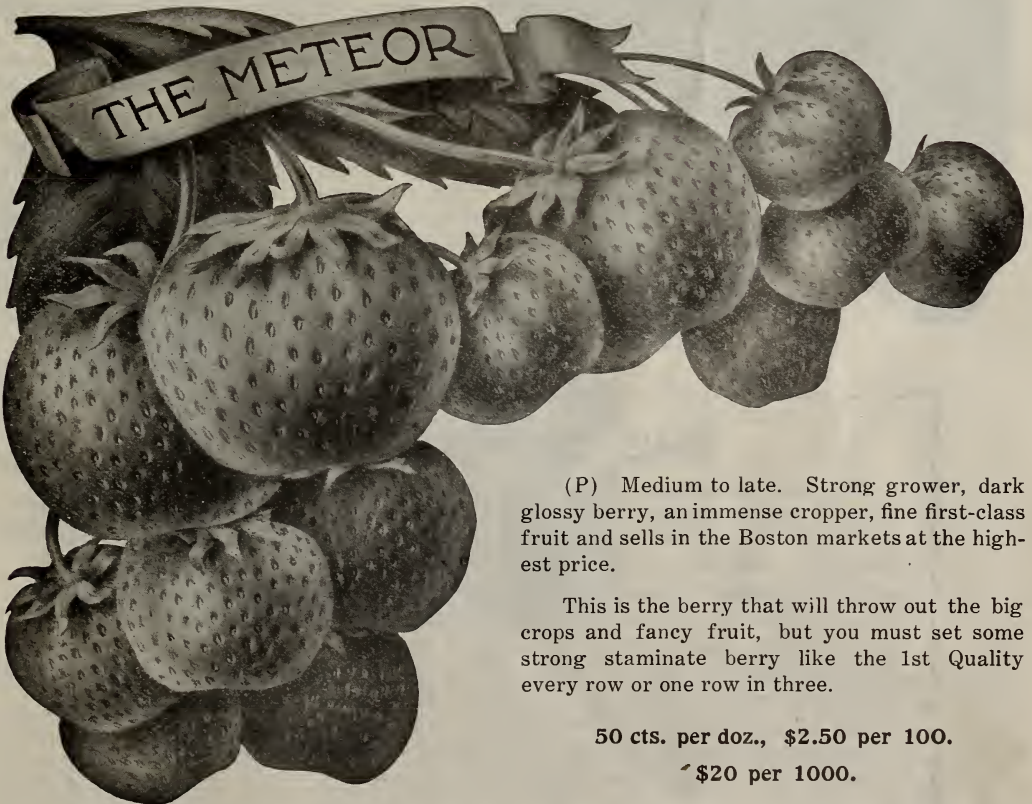 THE METEOR
(P) Medium to late. Strong grower, dark
glossy berry, an immense cropper, fine first-class
fruit and sells in the Boston markets at the high-
est price.
This is the berry that will throw out the big
crops and fancy fruit, but you must set some
strong staminate berry like the 1st Quality
every row or one row in three.
50 cts. per doz., $2.50 per 100.
$20 per 1000.